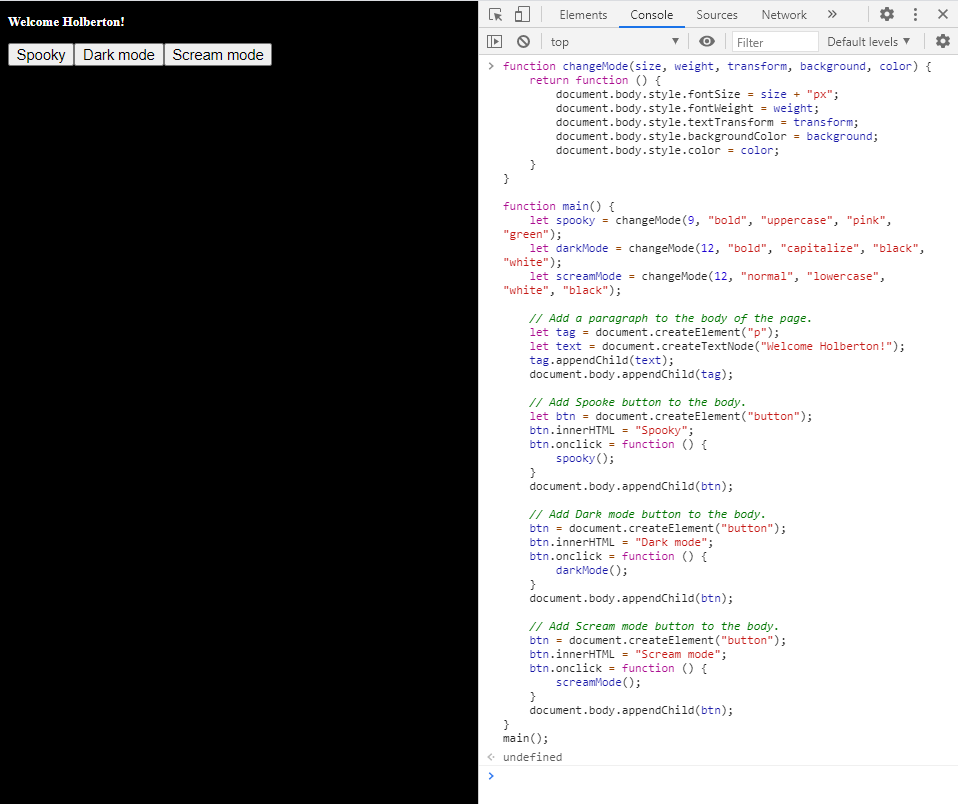 Welcome Holberton!
Spooky Dark mode Scream mode
Elements Console Sources Network »
top Filter Default levels
function changeMode(size, weight, transform, background, color) {
    return function () {
        document.body.style.fontSize = size + "px";
        document.body.style.fontWeight = weight;
        document.body.style.textTransform = transform;
        document.body.style.backgroundColor = background;
        document.body.style.color = color;
    }
}
function main() {
    let spooky = changeMode(9, "bold", "uppercase", "pink",
"green");
    let darkMode = changeMode(12, "bold", "capitalize", "black",
"white");
    let screamMode = changeMode(12, "normal", "lowercase",
"white", "black");
    // Add a paragraph to the body of the page.
    let tag = document.createElement("p");
    let text = document.createTextNode("Welcome Holberton!");
    tag.appendChild(text);
    document.body.appendChild(tag);
    // Add Spooke button to the body.
    let btn = document.createElement("button");
    btn.innerHTML = "Spooky";
    btn.onclick = function () {
        spooky();
    }
    document.body.appendChild(btn);
    // Add Dark mode button to the body.
    btn = document.createElement("button");
    btn.innerHTML = "Dark mode";
    btn.onclick = function () {
        darkMode();
    }
    document.body.appendChild(btn);
    // Add Scream mode button to the body.
    btn = document.createElement("button");
    btn.innerHTML = "Scream mode";
    btn.onclick = function () {
        screamMode();
    }
    document.body.appendChild(btn);
}
main();
undefined